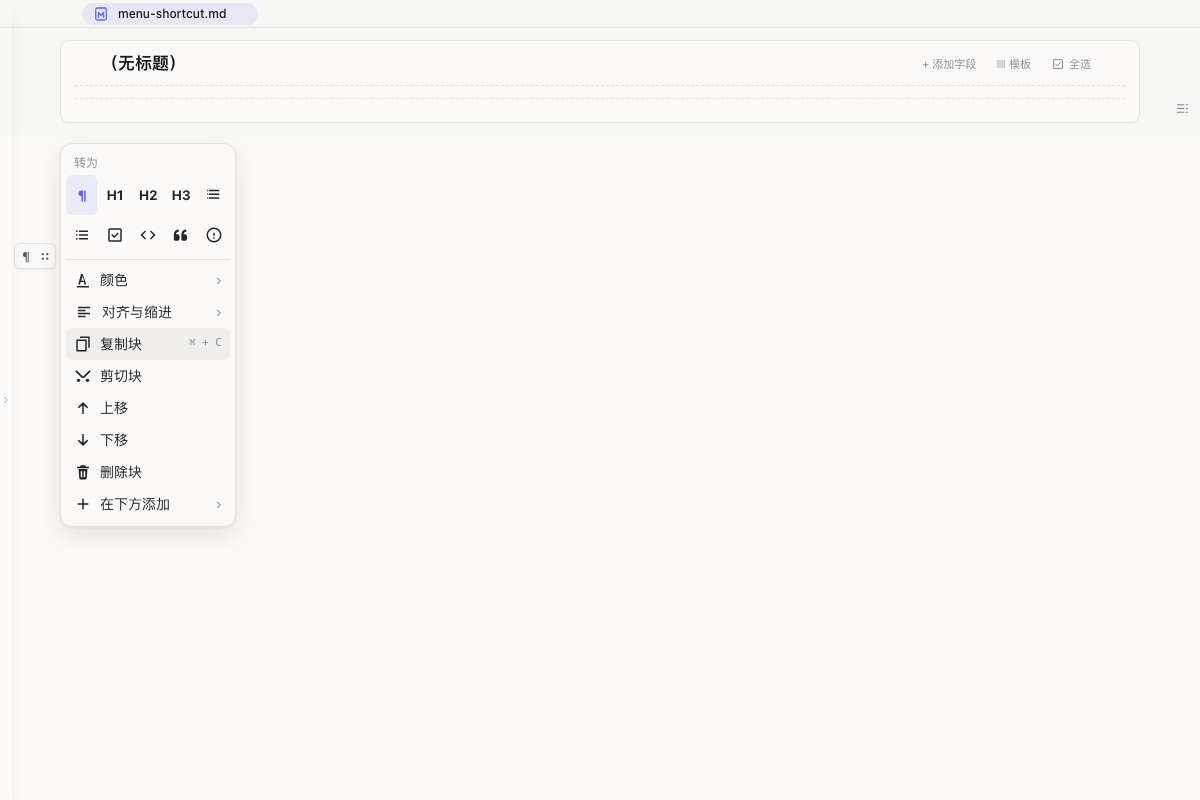 menu-shortcut.md
(无标题)
+ 添加字段 模板 全选
转为
¶ H1 H2 H3
¶
颜色
对齐与缩进
复制块 ⌘ + C
剪切块
上移
下移
删除块
在下方添加